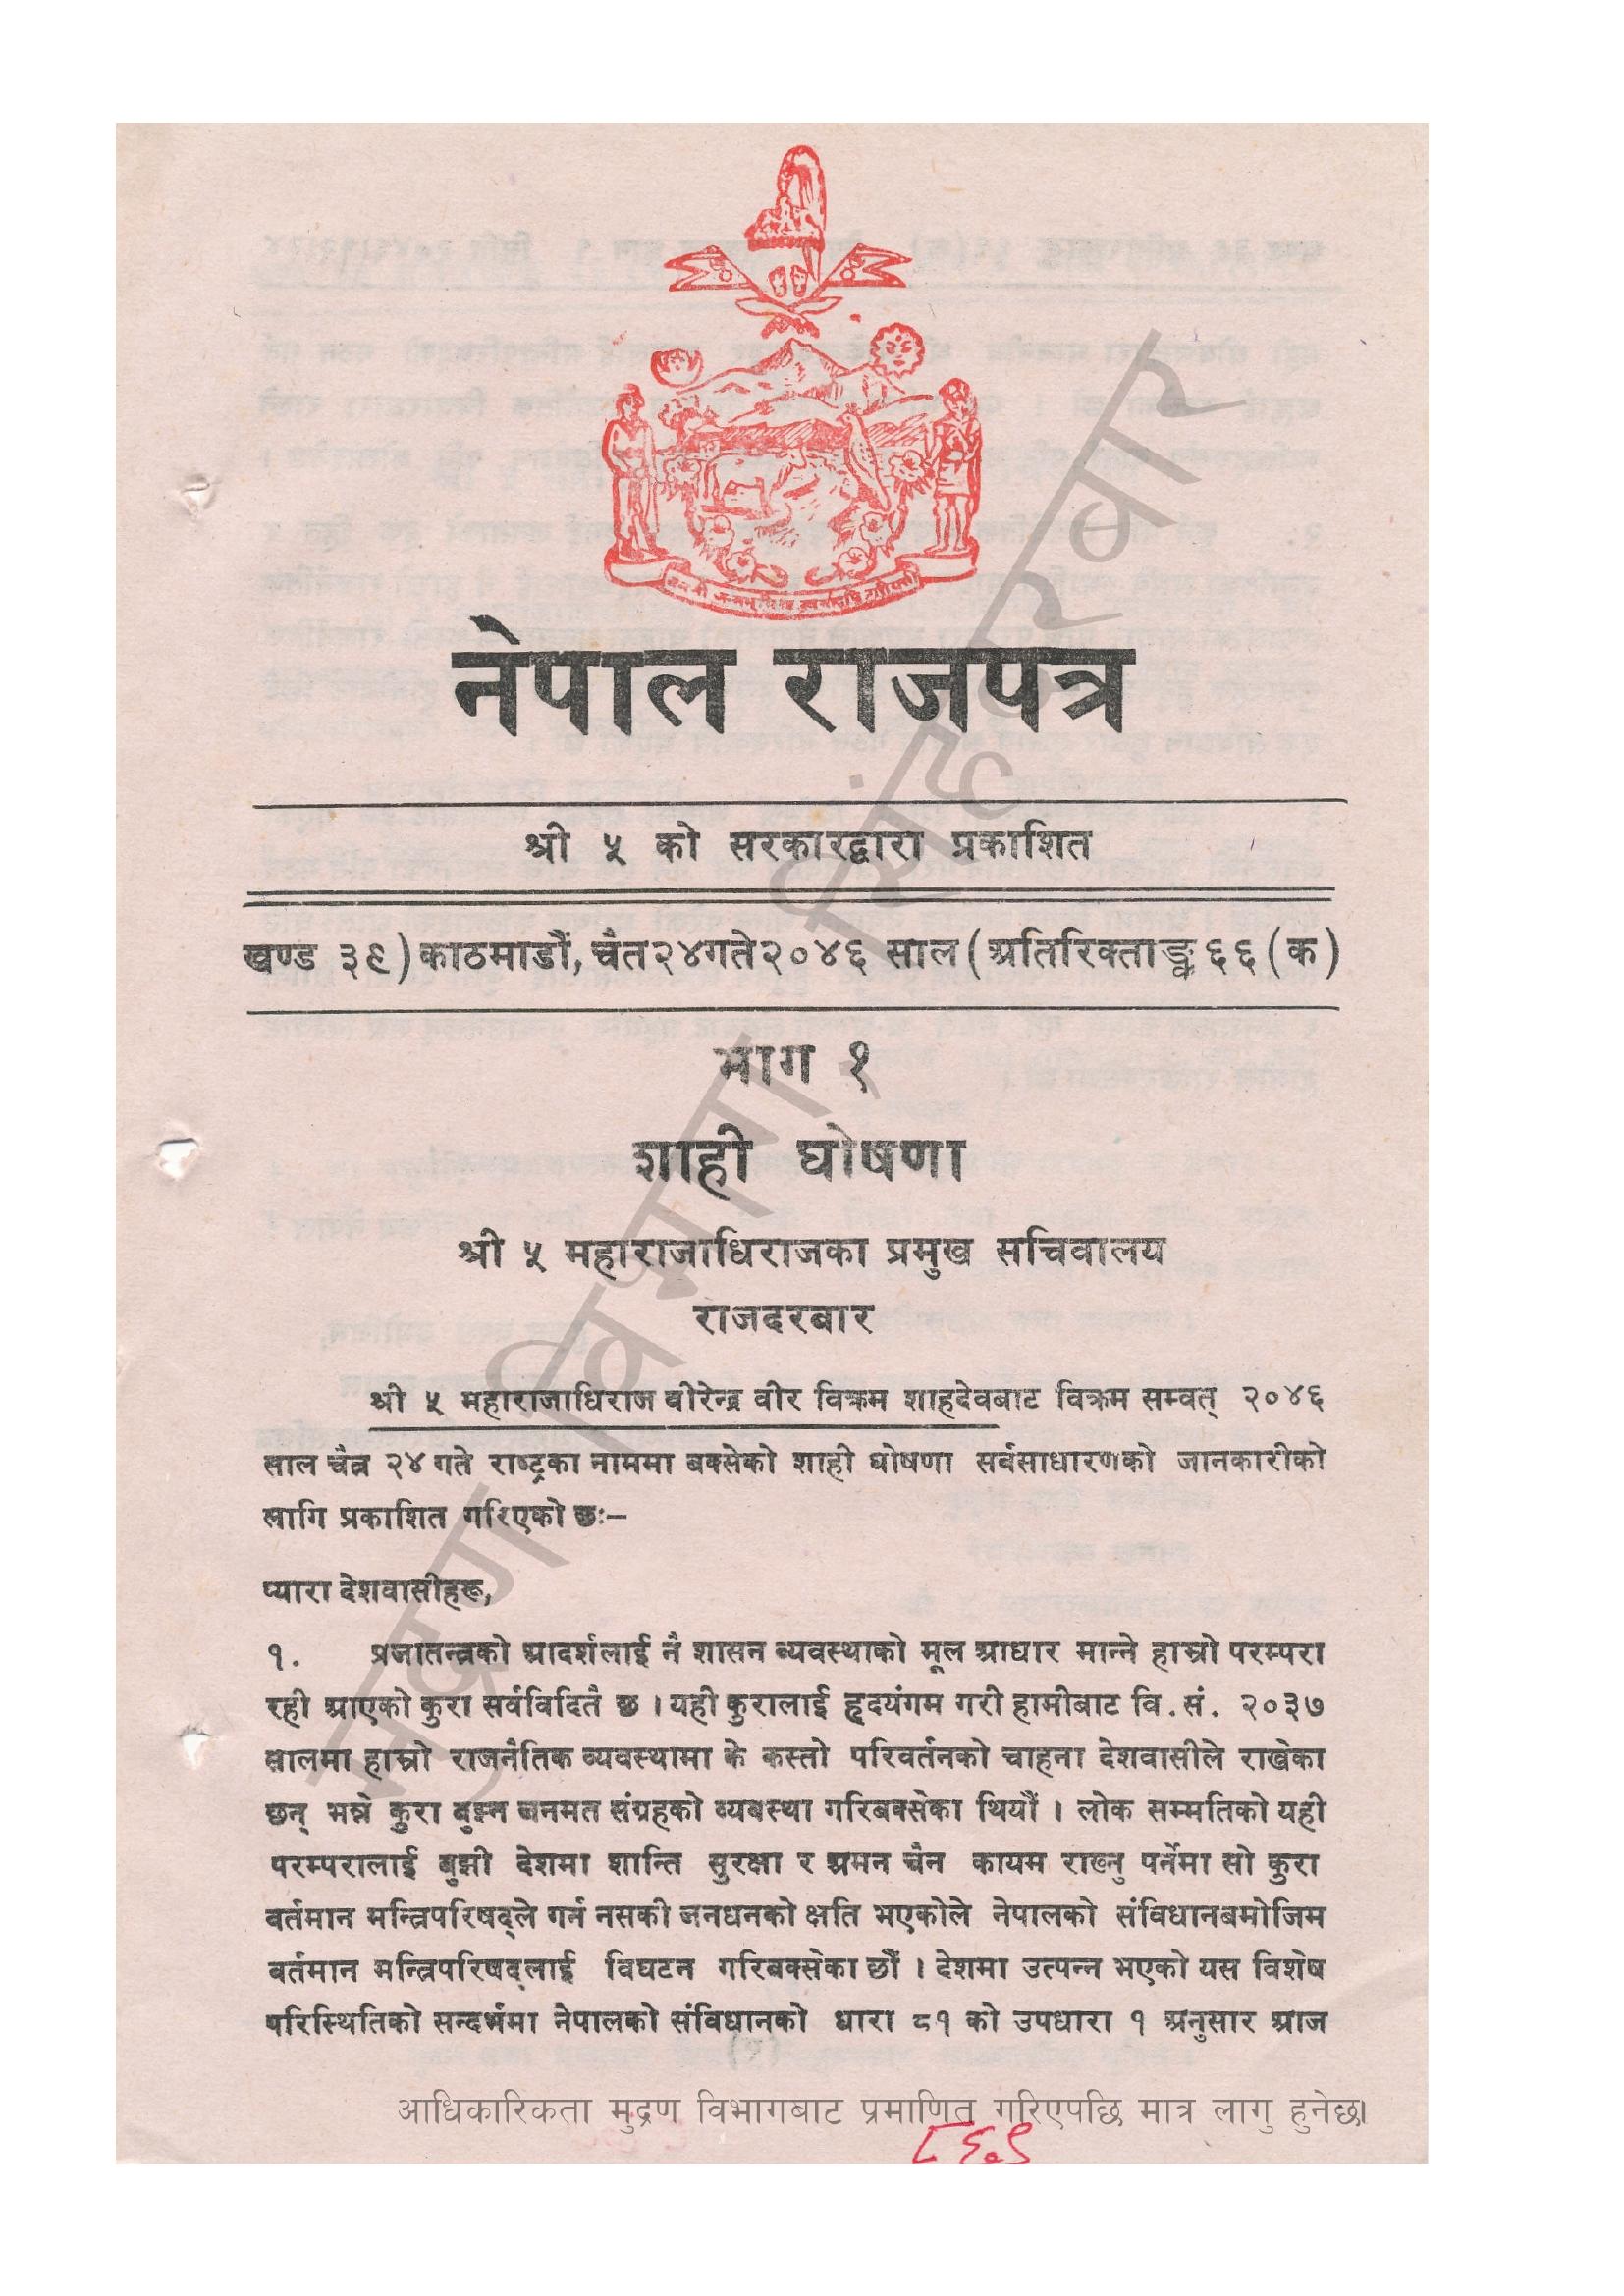 नेपाल राजपत्र
श्री ५ को सरकारद्वारा प्रकाशित
खण्ड ३९) काठमाडौं, चैत २४ गते २०४६ साल (अतिरिक्ताङ्क ६६ (क)
भाग १
शाही घोषणा
श्री ५ महाराजाधिराजका प्रमुख सचिवालय
राजदरबार
श्री ५ महाराजाधिराज वीरेन्द्र वीर विक्रम शाहदेवबाट विक्रम सम्वत् २०४६
साल चैत्र २४ गते राष्ट्रका नाममा बक्सेको शाही घोषणा सर्वसाधारणको जानकारीको
लागि प्रकाशित गरिएको छः–
प्यारा देशवासीहरू,
१. प्रजातन्त्रको आदर्शलाई नै शासन व्यवस्थाको मूल आधार मान्ने हाम्रो परम्परा
रही आएको कुरा सर्वविदितै छ । यही कुरालाई हृदयंगम गरी हामीबाट वि. सं. २०३७
सालमा हाम्रो राजनैतिक व्यवस्थामा के कस्तो परिवर्तनको चाहना देशवासीले राखेका
छन् भन्ने कुरा बुझ्न जनमत संग्रहको व्यबस्था गरिबक्सेका थियौं । लोक सम्मतिको यही
परम्परालाई बुझी देशमा शान्ति सुरक्षा र अमन चैन कायम राख्नु पर्नेमा सो कुरा
बर्तमान मन्त्रिपरिषद्ले गर्न नसकी जनधनको क्षति भएकोले नेपालको संविधानबमोजिम
बर्तमान मन्त्रिपरिषद्लाई विघटन गरिबक्सेका छौं । देशमा उत्पन्न भएको यस विशेष
परिस्थितिको सन्दर्भमा नेपालको संविधानको धारा ८१ को उपधारा १ अनुसार आज
आधिकारिकता मुद्रण विभागबाट प्रमाणित गरिएपछि मात्र लागु हुनेछ।
मुद्रण विभाग, सिंहदरबार